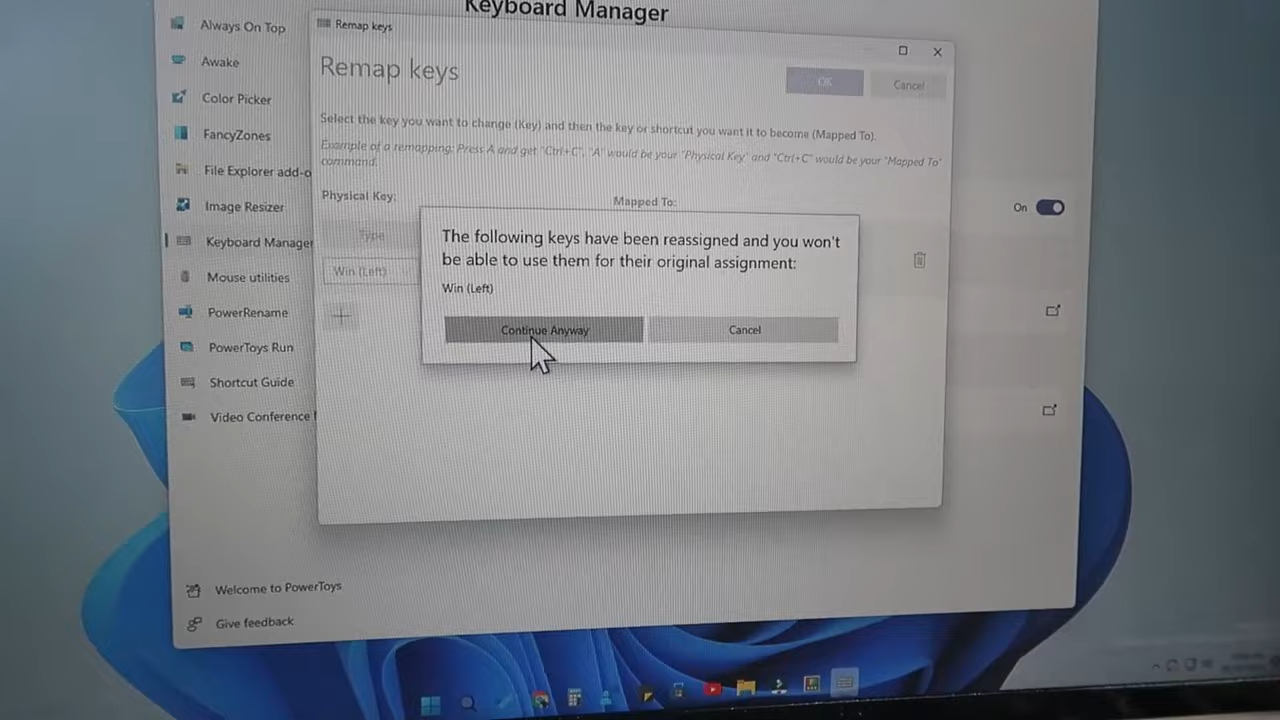 Keyboard Manager
Always On Top
Awake
Color Picker
FancyZones
File Explorer add-o
Image Resizer
Keyboard Manager
Mouse utilities
PowerRename
PowerToys Run
Shortcut Guide
Video Conference
Welcome to PowerToys
Give feedback
Remap keys
Remap keys
OK
Cancel
Select the key you want to change (Key) and then the key or shortcut you want it to become (Mapped To).
Example of a remapping: Press A and get "Ctrl+C", "A" would be your "Physical Key" and "Ctrl+C" would be your "Mapped To"
command.
Physical Key:
Mapped To:
Type
Win (Left)
The following keys have been reassigned and you won't
be able to use them for their original assignment:
Win (Left)
Continue Anyway
Cancel
On